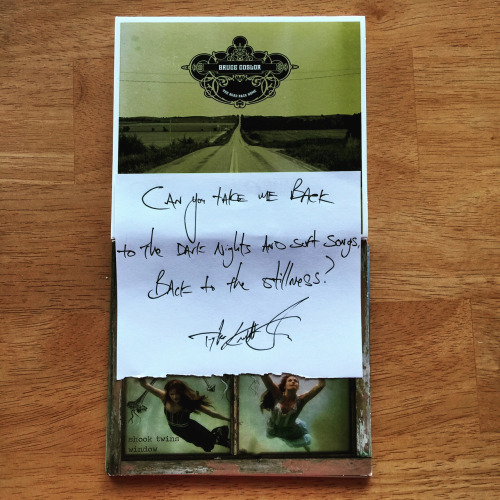 BRUCE COSLOR
CAN you TAKE ME BACK
to the DARK Nights AND soft SONGS,
BACK to the stillness?
shook twins
window